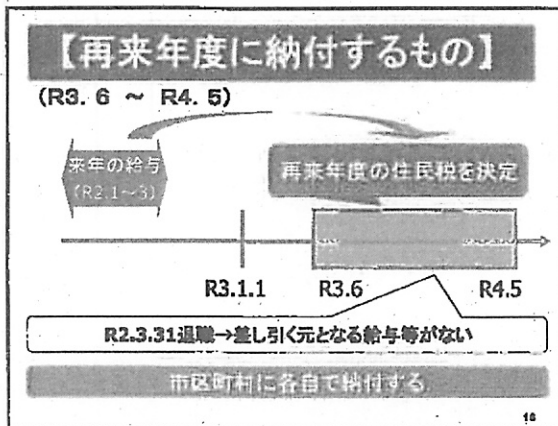 【再来年度に納付するもの】
(R3. 6 ～ R4. 5)
来年の給与
(R2.1～3)
再来年度の住民税を決定
R3.1.1
R3.6
R4.5
R2.3.31退職→差し引く元となる給与等がない
市区町村に各自で納付する
16